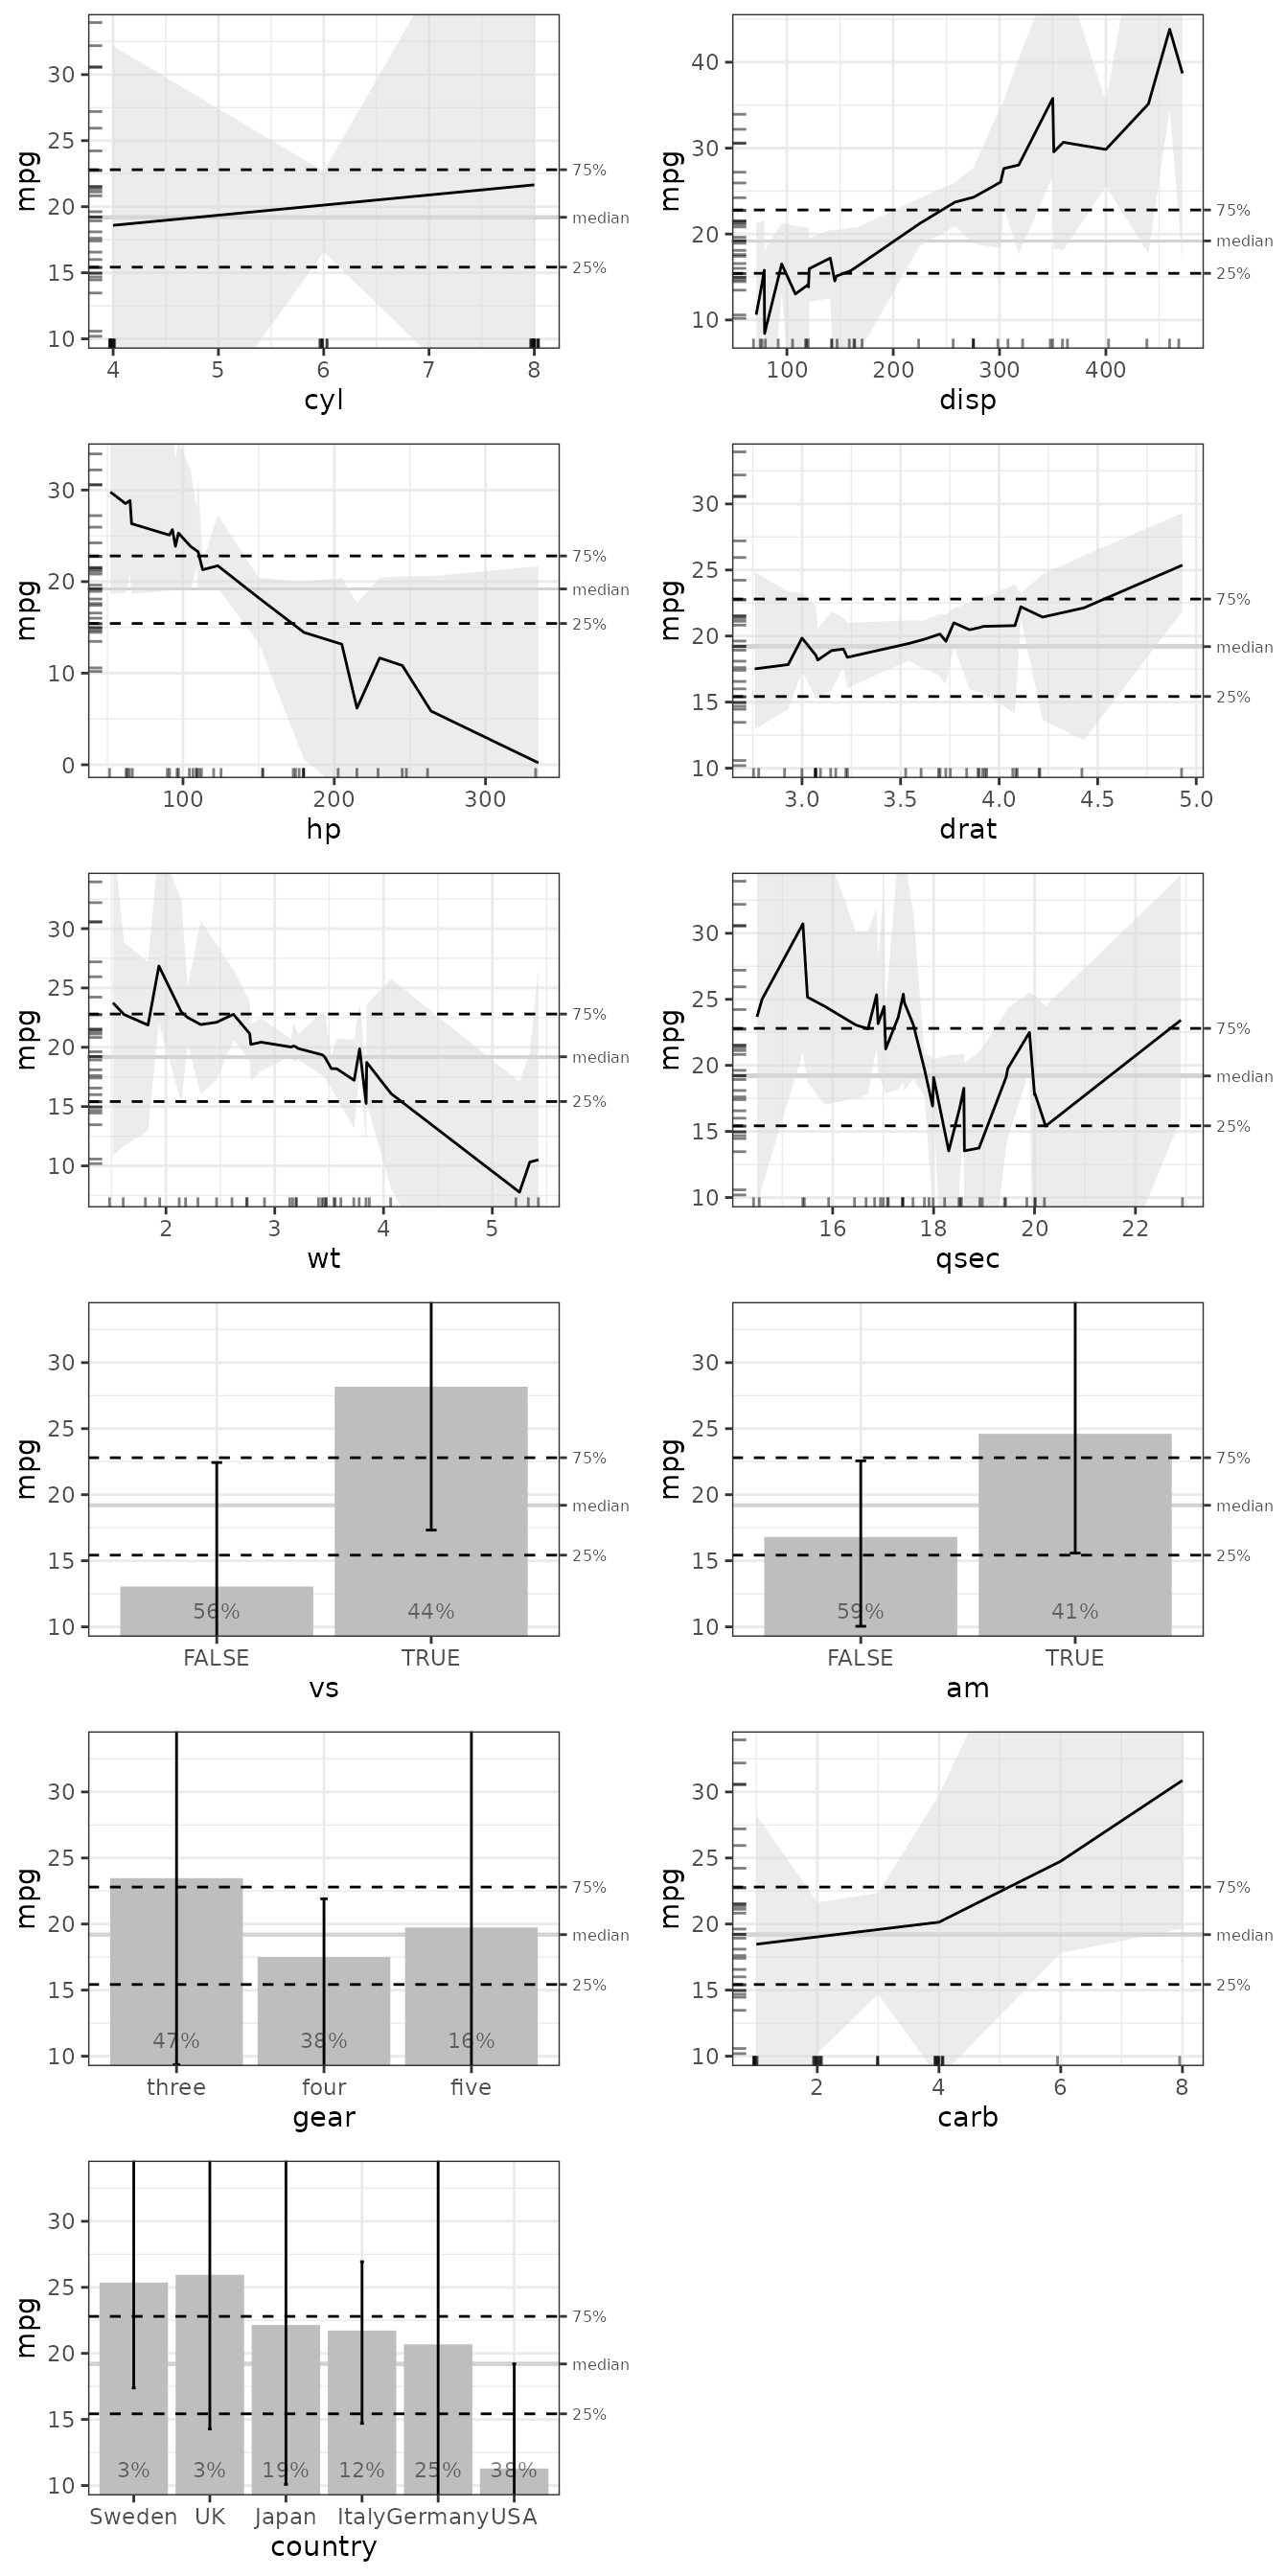 mpg
30
25
20
15
10
75%
median
25%
4 5 6 7 8
cyl
mpg
40
30
20
10
75%
median
25%
100 200 300 400
disp
mpg
30
20
10
0
75%
median
25%
100 200 300
hp
mpg
30
25
20
15
10
75%
median
25%
3.0 3.5 4.0 4.5 5.0
drat
mpg
30
25
20
15
10
75%
median
25%
2 3 4 5
wt
mpg
30
25
20
15
10
75%
median
25%
16 18 20 22
qsec
mpg
30
25
20
15
10
75%
median
25%
56% 44%
FALSE TRUE
vs
mpg
30
25
20
15
10
75%
median
25%
59% 41%
FALSE TRUE
am
mpg
30
25
20
15
10
75%
median
25%
47% 38% 16%
three four five
gear
mpg
30
25
20
15
10
75%
median
25%
2 4 6 8
carb
mpg
30
25
20
15
10
75%
median
25%
3% 3% 19% 12% 25% 38%
Sweden UK Japan Italy Germany USA
country